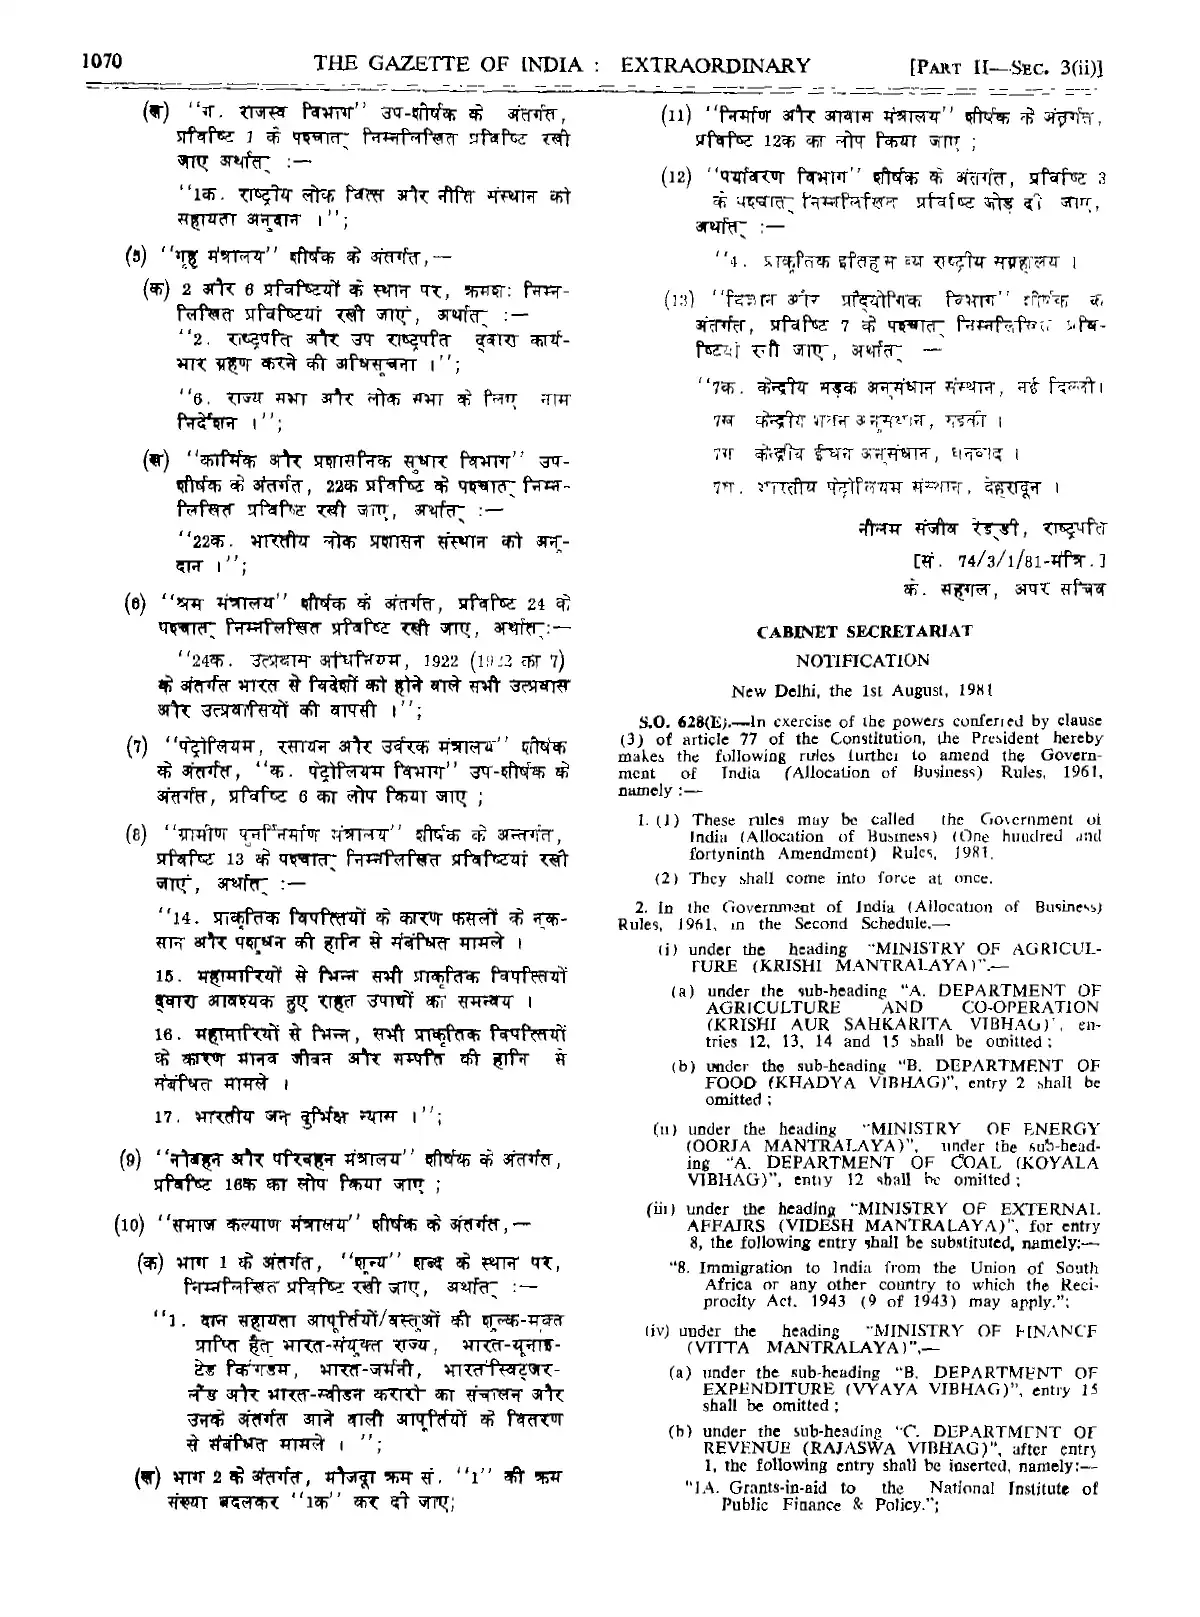 1070 THE GAZETTE OF INDIA : EXTRAORDINARY [PART II—SEC. 3(ii)]
(ख) "ग. राजस्व विभाग" उप-शीर्षक के अंतर्गत,
प्रविष्टि 1 के पश्चात् निम्नलिखित प्रविष्टि रखी
जाए अर्थात् :—
"1क. राष्ट्रीय लोक वित्त और नीति संस्थान को
सहायता अनुदान ।";
(5) "गृह मंत्रालय" शीर्षक के अंतर्गत,—
(क) 2 और 6 प्रविष्टियों के स्थान पर, क्रमशः निम्न-
लिखित प्रविष्टियां रखी जाएं, अर्थात् :—
"2. राष्ट्रपति और उप राष्ट्रपति द्वारा कार्य-
भार ग्रहण करने की अधिसूचना ।";
"6. राज्य सभा और लोक सभा के लिए नाम
निर्देशन ।";
(ख) "कार्मिक और प्रशासनिक सुधार विभाग" उप-
शीर्षक के अंतर्गत, 22क प्रविष्टि के पश्चात् निम्न-
लिखित प्रविष्टि रखी जाए, अर्थात् :—
"22क. भारतीय लोक प्रशासन संस्थान को अनु-
दान ।";
(6) "श्रम मंत्रालय" शीर्षक के अंतर्गत, प्रविष्टि 24 के
पश्चात् निम्नलिखित प्रविष्टि रखी जाए, अर्थात्:—
"24क. उत्प्रवास अधिनियम, 1922 (1922 का 7)
के अंतर्गत भारत से विदेशों को होने वाले सभी उत्प्रवास
और उत्प्रवासियों की वापसी ।";
(7) "पेट्रोलियम, रसायन और उर्वरक मंत्रालय" शीर्षक
के अंतर्गत, "क. पेट्रोलियम विभाग" उप-शीर्षक के
अंतर्गत, प्रविष्टि 6 का लोप किया जाए ;
(8) "ग्रामीण पुनर्निर्माण मंत्रालय" शीर्षक के अन्तर्गत,
प्रविष्टि 13 के पश्चात् निम्नलिखित प्रविष्टियां रखी
जाएं, अर्थात् :—
"14. प्राकृतिक विपत्तियों के कारण फसलों के नुक-
सान और पशुधन की हानि से संबंधित मामले ।
15. महामारियों से भिन्न सभी प्राकृतिक विपत्तियों
द्वारा आवश्यक हुए राहत उपायों का समन्वय ।
16. महामारियों से भिन्न, सभी प्राकृतिक विपत्तियों
के कारण मानव जीवन और सम्पत्ति की हानि से
संबंधित मामले ।
17. भारतीय जन दुर्भिक्ष न्यास ।";
(9) "नौवहन और परिवहन मंत्रालय" शीर्षक के अंतर्गत,
प्रविष्टि 16क का लोप किया जाए ;
(10) "समाज कल्याण मंत्रालय" शीर्षक के अंतर्गत,—
(क) भाग 1 के अंतर्गत, "शून्य" शब्द के स्थान पर,
निम्नलिखित प्रविष्टि रखी जाए, अर्थात् :—
"1. दान सहायता आपूर्तियों/वस्तुओं की शुल्क-मुक्त
प्राप्ति हेतु भारत-संयुक्त राज्य, भारत-यूनाइ-
टेड किंगडम, भारत-जर्मनी, भारतस्विट्जर-
लैंड और भारत-स्वीडन करारों का संचालन और
उनके अंतर्गत आने वाली आपूर्तियों के वितरण
से संबंधित मामले । ";
(ख) भाग 2 के अंतर्गत, मौजूदा क्रम सं. "1" की क्रम
संख्या बदलकर "1क" कर दी जाए;
(11) "निर्माण और आवास मंत्रालय" शीर्षक के अंतर्गत,
प्रविष्टि 12क का लोप किया जाए ;
(12) "पर्यावरण विभाग" शीर्षक के अंतर्गत, प्रविष्टि 3
के पश्चात् निम्नलिखित प्रविष्टि जोड़ दी जाए,
अर्थात् :—
"4. प्राकृतिक इतिहास का राष्ट्रीय संग्रहालय ।
(13) "विज्ञान और प्रौद्योगिकी विभाग" शीर्षक के
अंतर्गत, प्रविष्टि 7 के पश्चात् निम्नलिखित प्रवि-
ष्टियां रखी जाए, अर्थात् —
"7क. केन्द्रीय सड़क अनुसंधान संस्थान, नई दिल्ली।
7ख केन्द्रीय भवन अनुसंधान, रुड़की ।
7ग केन्द्रीय ईंधन अनुसंधान, धनबाद ।
7घ. भारतीय पेट्रोलियम संस्थान, देहरादून ।
नीलम संजीव रेड्डी, राष्ट्रपति
[सं. 74/3/1/81-मंत्रि.]
के. सहगल, अपर सचिव
CABINET SECRETARIAT
NOTIFICATION
New Delhi, the 1st August, 1981
S.O. 628(E).—In exercise of the powers conferred by clause
(3) of article 77 of the Constitution, the President hereby
makes the following rules further to amend the Govern-
ment of India (Allocation of Business) Rules, 1961,
namely :—
1. (1) These rules may be called the Government of
India (Allocation of Business) (One hundred and
fortyninth Amendment) Rules, 1981.
(2) They shall come into force at once.
2. In the Government of India (Allocation of Business)
Rules, 1961, in the Second Schedule,—
(i) under the heading "MINISTRY OF AGRICUL-
TURE (KRISHI MANTRALAYA)",—
(a) under the sub-heading "A. DEPARTMENT OF
AGRICULTURE AND CO-OPERATION
(KRISHI AUR SAHKARITA VIBHAG)", en-
tries 12, 13, 14 and 15 shall be omitted ;
(b) under the sub-heading "B. DEPARTMENT OF
FOOD (KHADYA VIBHAG)", entry 2 shall be
omitted ;
(ii) under the heading "MINISTRY OF ENERGY
(OORJA MANTRALAYA)", under the sub-head-
ing "A. DEPARTMENT OF COAL (KOYALA
VIBHAG)", entry 12 shall be omitted ;
(iii) under the heading "MINISTRY OF EXTERNAL
AFFAIRS (VIDESH MANTRALAYA)", for entry
8, the following entry shall be substituted, namely:—
"8. Immigration to India from the Union of South
Africa or any other country to which the Reci-
procity Act, 1943 (9 of 1943) may apply.";
(iv) under the heading "MINISTRY OF FINANCE
(VITTA MANTRALAYA)",—
(a) under the sub-heading "B. DEPARTMENT OF
EXPENDITURE (VYAYA VIBHAG)", entry 15
shall be omitted ;
(b) under the sub-heading "C. DEPARTMENT OF
REVENUE (RAJASWA VIBHAG)", after entry
1, the following entry shall be inserted, namely:—
"1A. Grants-in-aid to the National Institute of
Public Finance & Policy.";